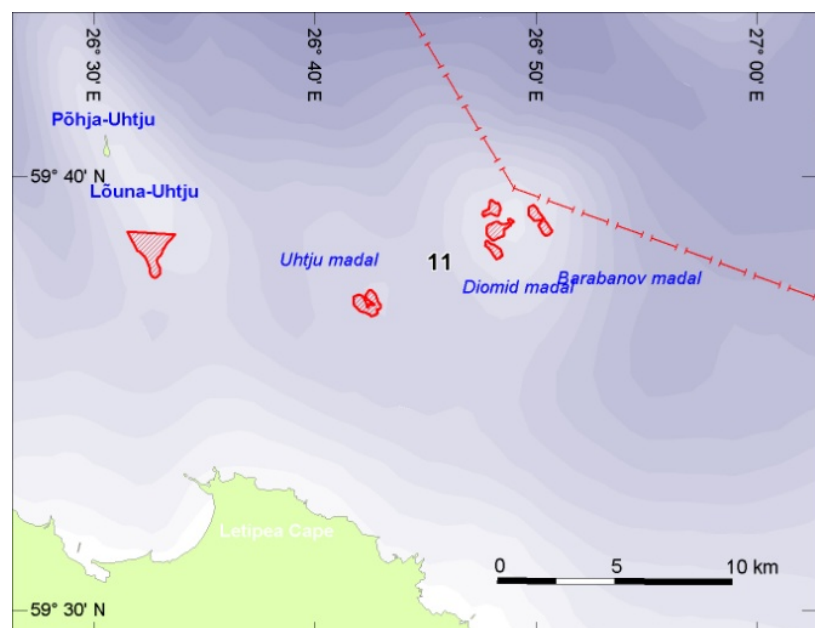 26° 30' E
26° 40' E
26° 50' E
27° 00' E
Põhja-Uhtju
59° 40' N
Lõuna-Uhtju
Uhtju madal
11
Barabanov madal
Diomid madal
Letipea Cape
0 5 10 km
59° 30' N